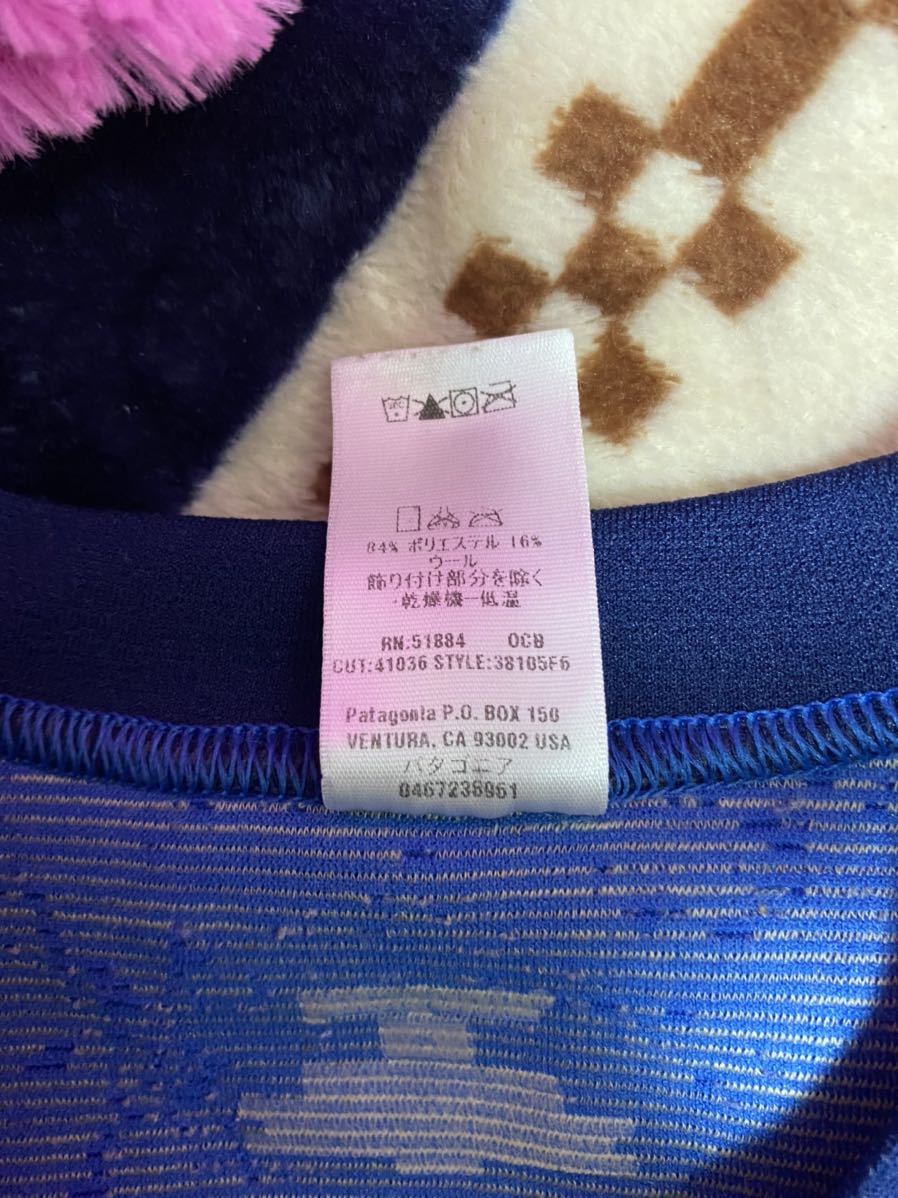 84% ポリエステル 16%
ウール
飾り付け部分を除く
乾燥機一低温
RN:51884 OCB
CUT:41036 STYLE:38105F6
Patagonia P.O. BOX 150
VENTURA, CA 93002 USA
パタゴニア
0467238961